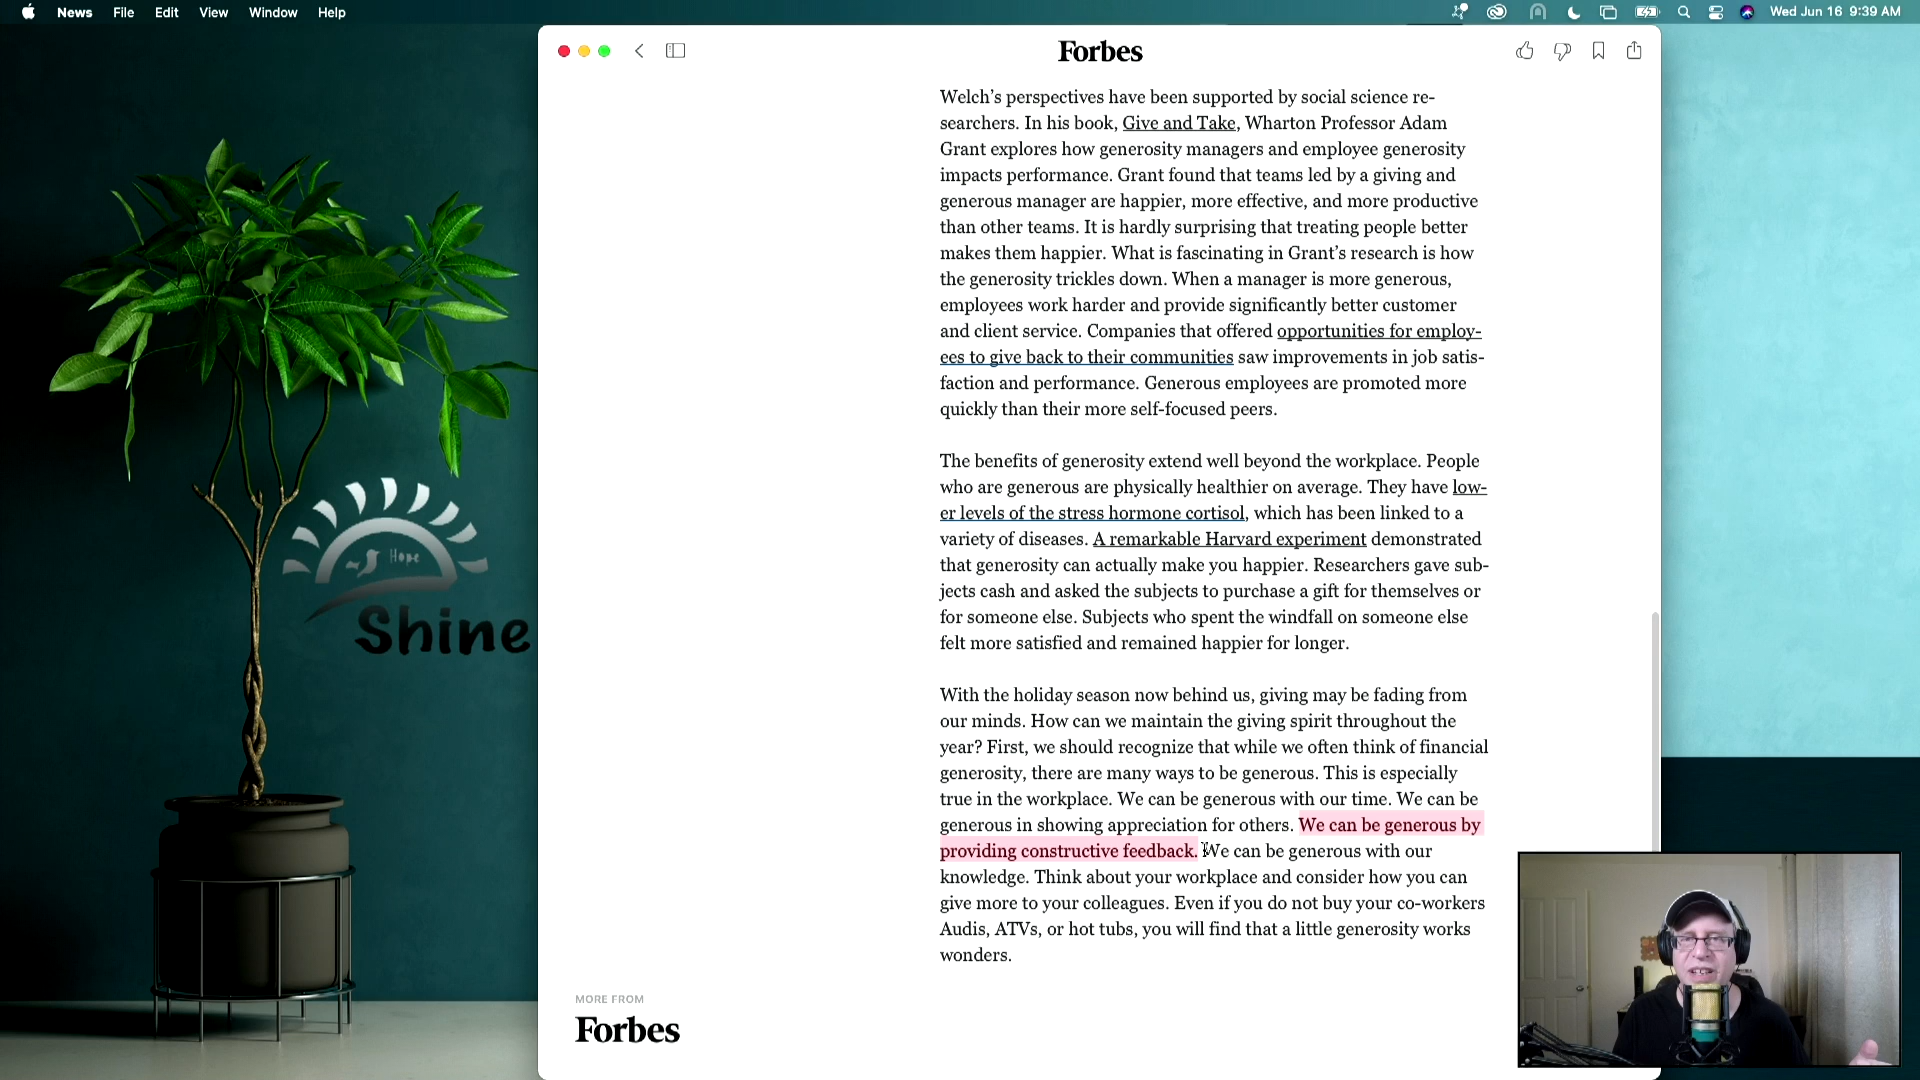 News File Edit View Window Help
Wed Jun 16 9:39 AM
Forbes
Welch’s perspectives have been supported by social science re-
searchers. In his book, Give and Take, Wharton Professor Adam
Grant explores how generosity managers and employee generosity
impacts performance. Grant found that teams led by a giving and
generous manager are happier, more effective, and more productive
than other teams. It is hardly surprising that treating people better
makes them happier. What is fascinating in Grant’s research is how
the generosity trickles down. When a manager is more generous,
employees work harder and provide significantly better customer
and client service. Companies that offered opportunities for employ-
ees to give back to their communities saw improvements in job satis-
faction and performance. Generous employees are promoted more
quickly than their more self-focused peers.
The benefits of generosity extend well beyond the workplace. People
who are generous are physically healthier on average. They have low-
er levels of the stress hormone cortisol, which has been linked to a
variety of diseases. A remarkable Harvard experiment demonstrated
that generosity can actually make you happier. Researchers gave sub-
jects cash and asked the subjects to purchase a gift for themselves or
for someone else. Subjects who spent the windfall on someone else
felt more satisfied and remained happier for longer.
With the holiday season now behind us, giving may be fading from
our minds. How can we maintain the giving spirit throughout the
year? First, we should recognize that while we often think of financial
generosity, there are many ways to be generous. This is especially
true in the workplace. We can be generous with our time. We can be
generous in showing appreciation for others. We can be generous by
providing constructive feedback. We can be generous with our
knowledge. Think about your workplace and consider how you can
give more to your colleagues. Even if you do not buy your co-workers
Audis, ATVs, or hot tubs, you will find that a little generosity works
wonders.
MORE FROM
Forbes
Hope
Shine